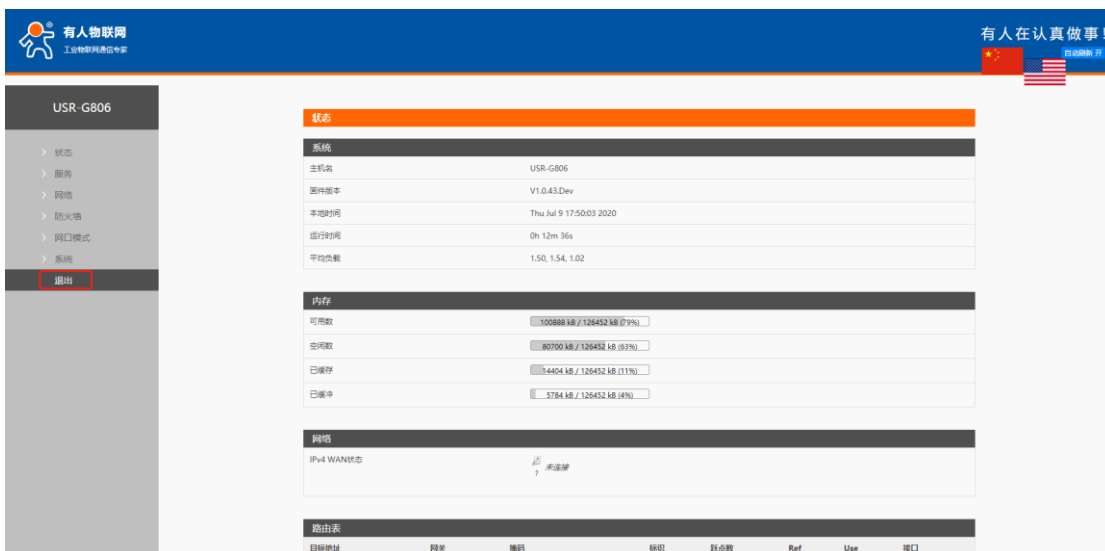 有人物联网
工业物联网通信专家
有人在认真做事!
自动刷新 开
USR-G806
状态
服务
网络
防火墙
网口模式
系统
退出
状态
系统
主机名 USR-G806
固件版本 V1.0.43.Dev
本地时间 Thu Jul 9 17:50:03 2020
运行时间 0h 12m 36s
平均负载 1.50, 1.54, 1.02
内存
可用数 100888 kB / 126452 kB (79%)
空闲数 80700 kB / 126452 kB (63%)
已缓存 14404 kB / 126452 kB (11%)
已缓冲 5784 kB / 126452 kB (4%)
网络
IPv4 WAN状态 ? 未连接
路由表
目标地址 网关 掩码 标识 跃点数 Ref Use 接口